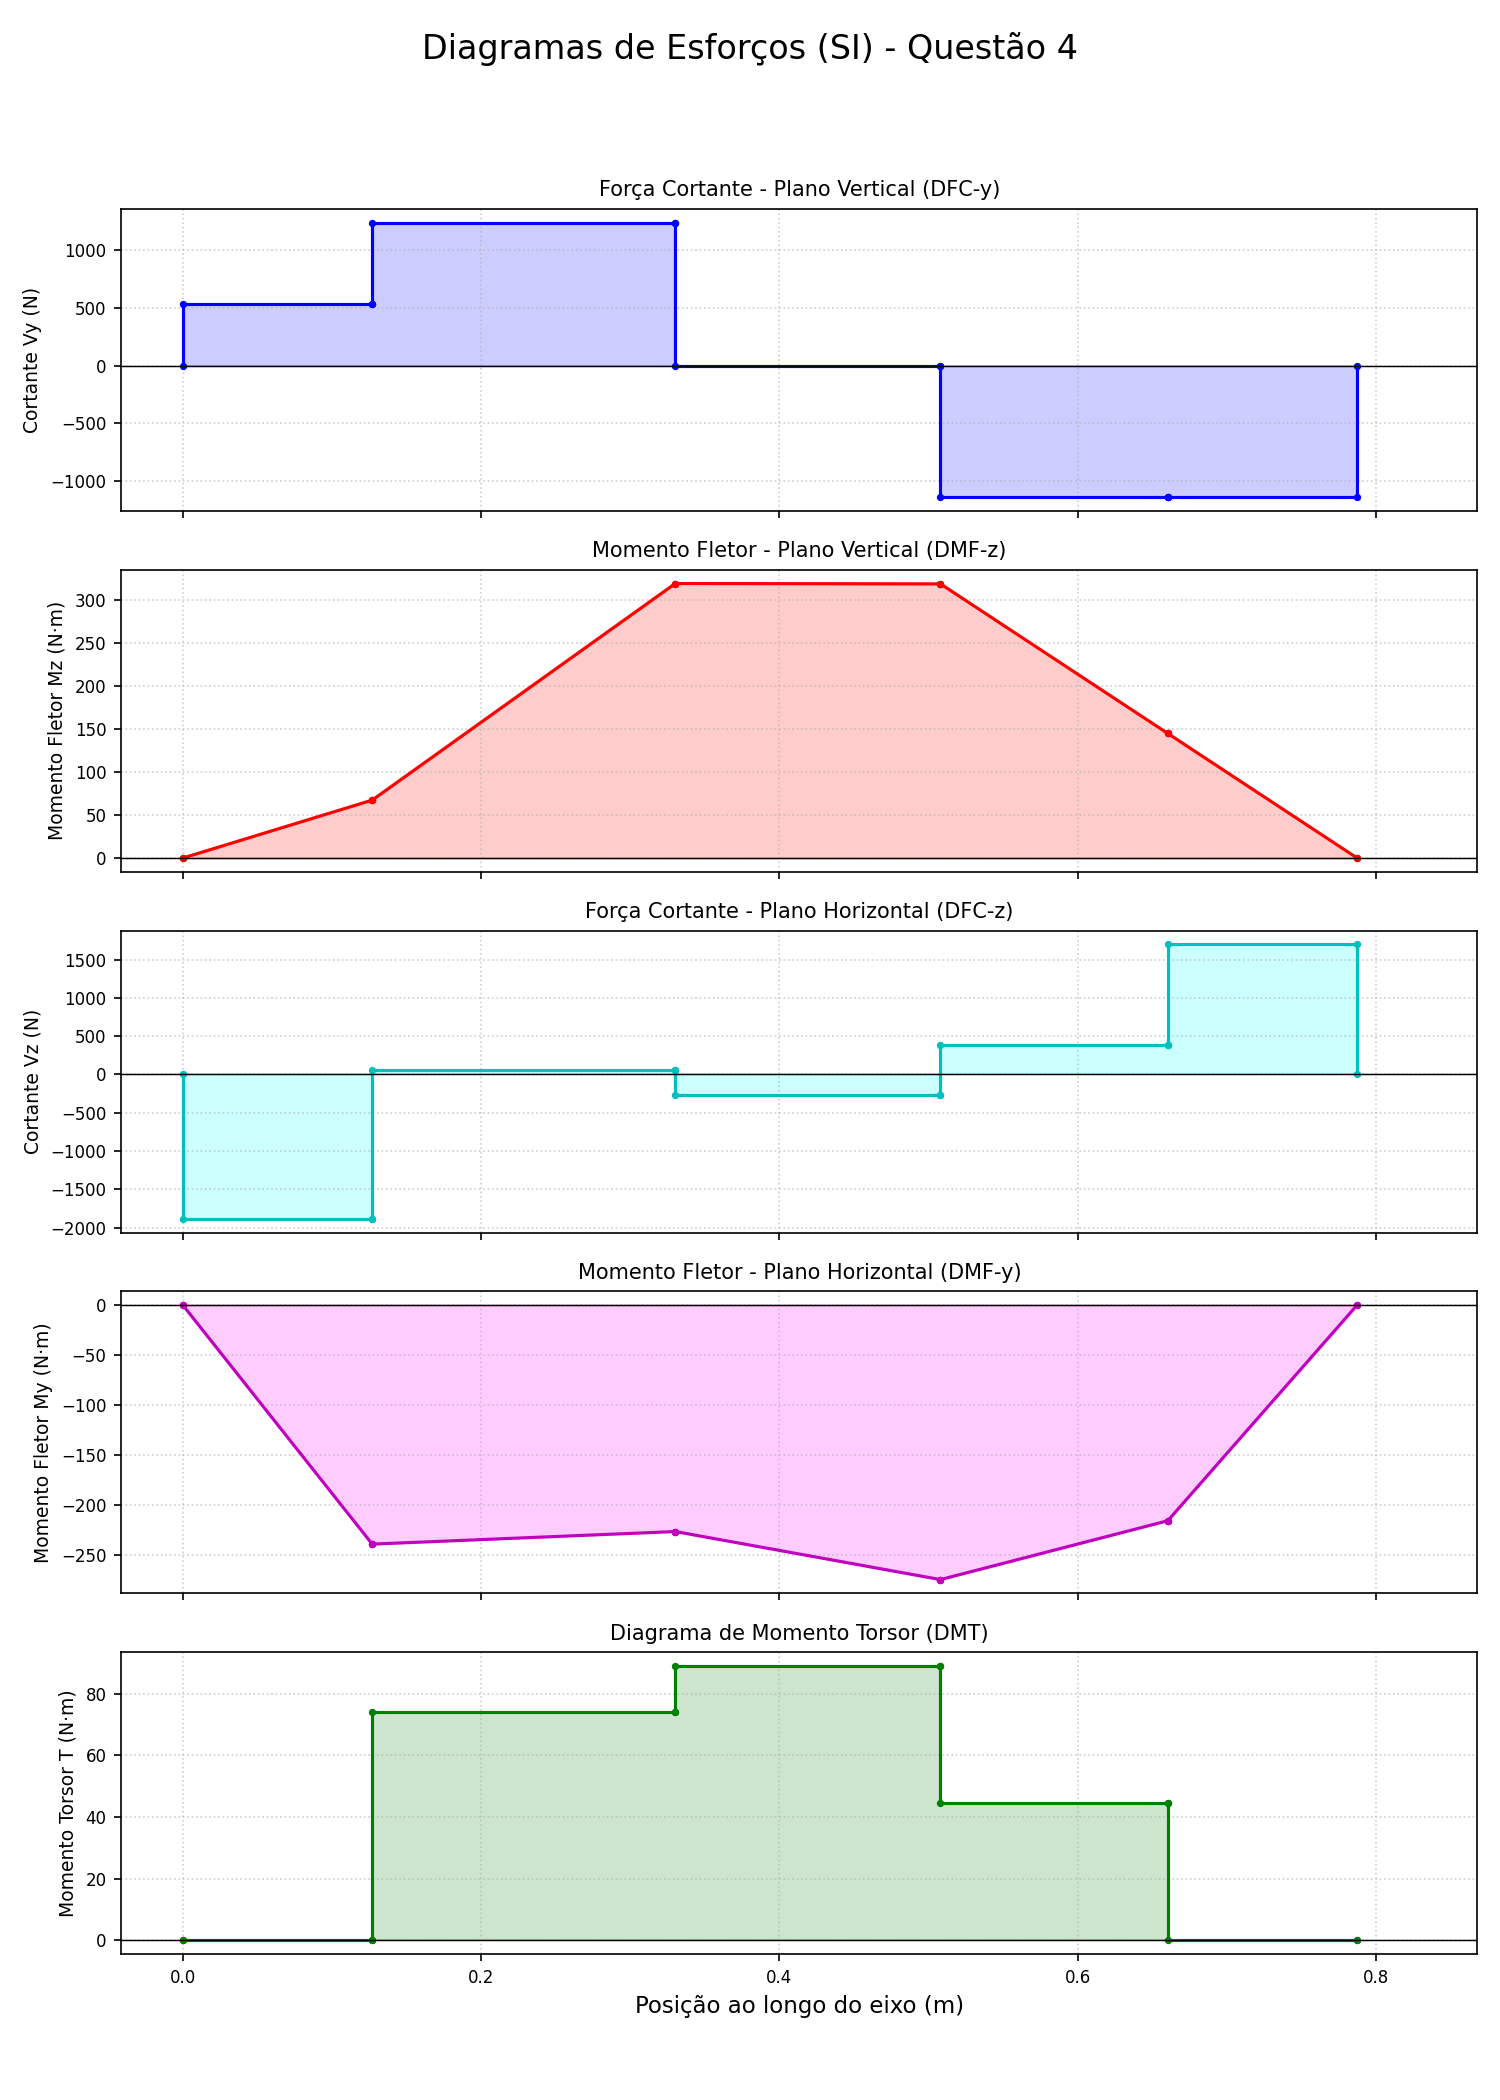 Diagramas de Esforços (SI) - Questão 4
Força Cortante - Plano Vertical (DFC-y)
Cortante Vy (N)
1000
500
0
−500
−1000
Momento Fletor - Plano Vertical (DMF-z)
Momento Fletor Mz (N·m)
300
250
200
150
100
50
0
Força Cortante - Plano Horizontal (DFC-z)
Cortante Vz (N)
1500
1000
500
0
−500
−1000
−1500
−2000
Momento Fletor - Plano Horizontal (DMF-y)
Momento Fletor My (N·m)
0
−50
−100
−150
−200
−250
Diagrama de Momento Torsor (DMT)
Momento Torsor T (N·m)
80
60
40
20
0
0.0 0.2 0.4 0.6 0.8
Posição ao longo do eixo (m)